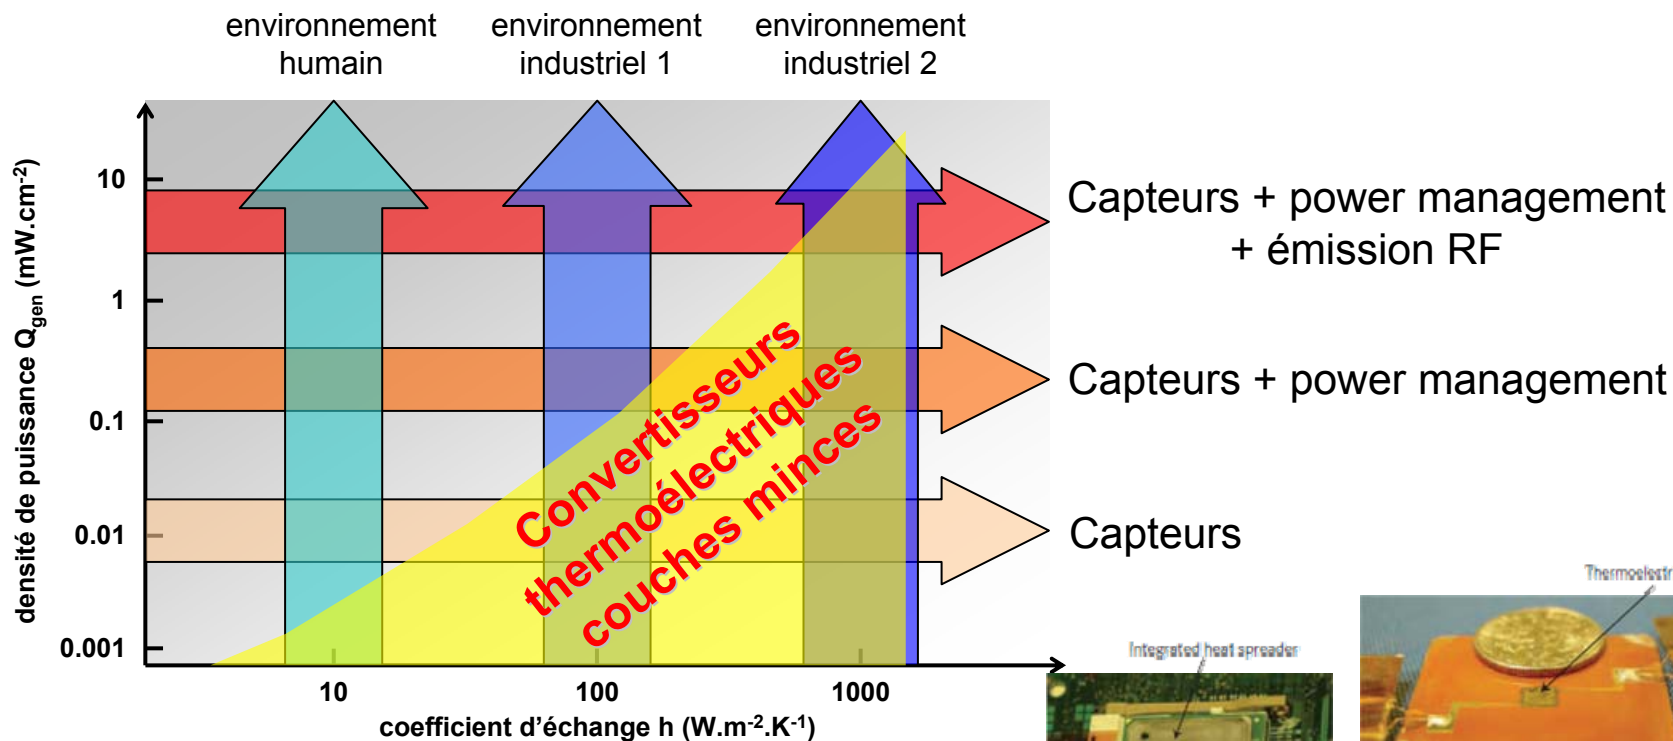 environnement
humain
environnement
industriel 1
environnement
industriel 2
densité de puissance Qgen (mW.cm-2)
10
1
0.1
0.01
0.001
Capteurs + power management
+ émission RF
Capteurs + power management
Capteurs
Convertisseurs
thermoélectriques
couches minces
10
100
1000
coefficient d'échange h (W.m-2.K-1)
Integrated heat spreader
Thermoelectr